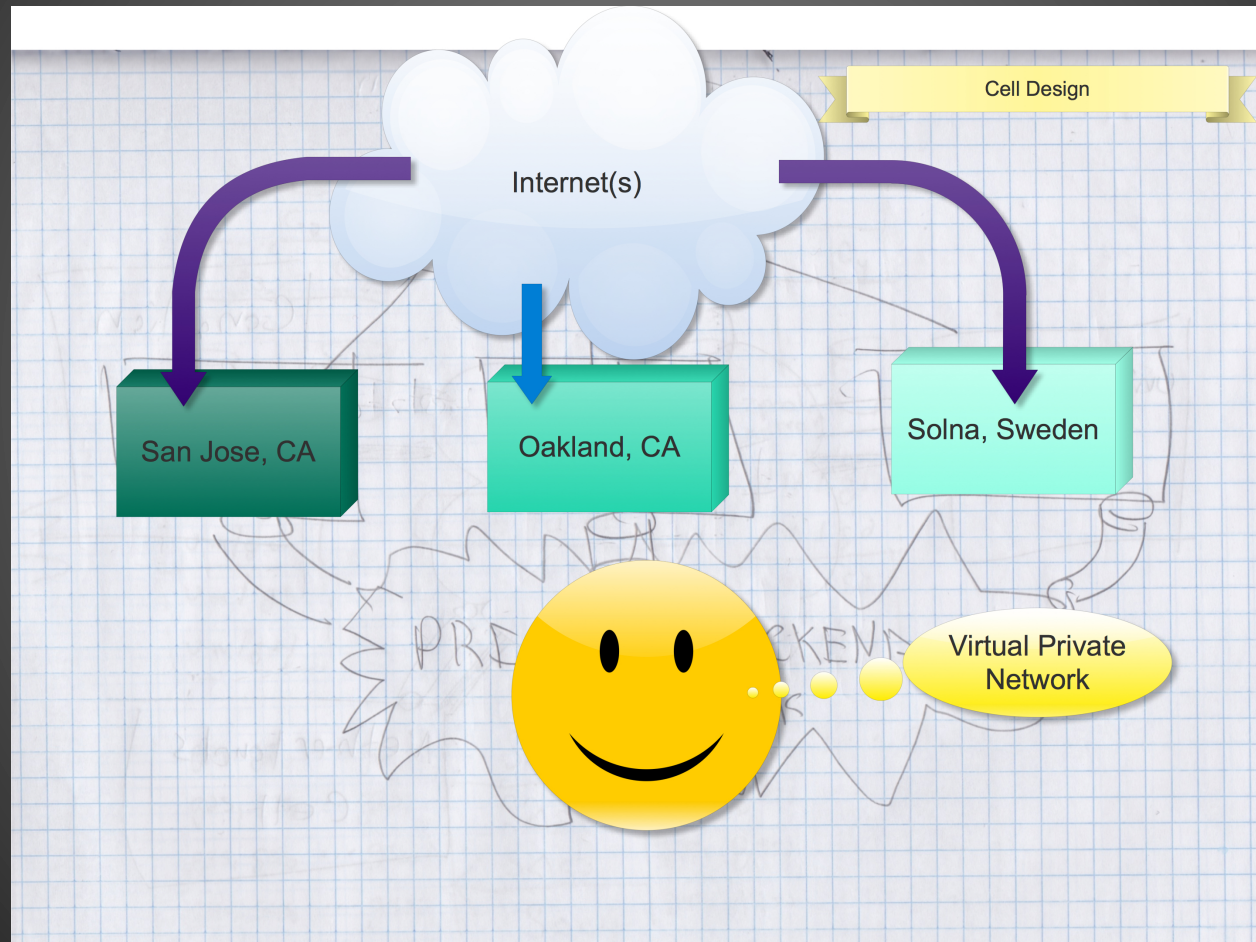 Cell Design
Internet(s)
San Jose, CA
Oakland, CA
Solna, Sweden
Virtual Private
Network